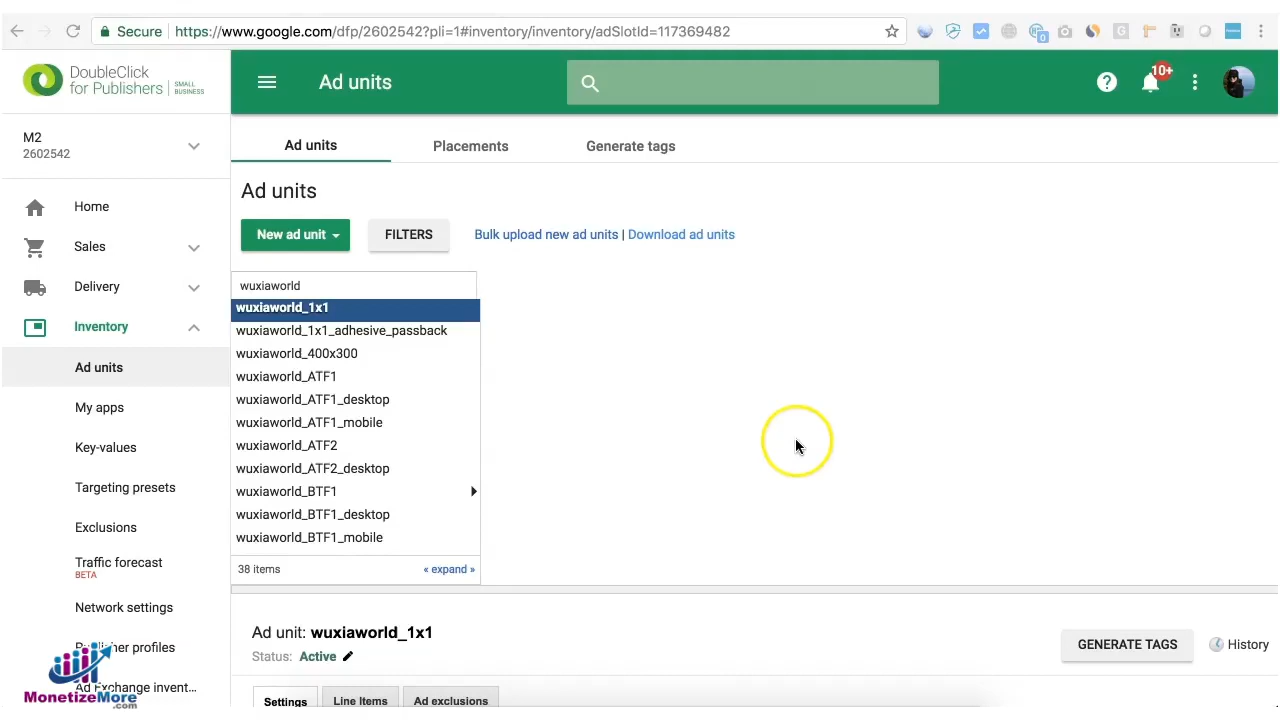 Secure https://www.google.com/dfp/2602542?pli=1#inventory/inventory/adSlotId=117369482
DoubleClick
for Publishers
SMALL
BUSINESS
Ad units
10+
M2
2602542
Ad units
Placements
Generate tags
Ad units
New ad unit
FILTERS
Bulk upload new ad units | Download ad units
Home
Sales
Delivery
Inventory
Ad units
My apps
Key-values
Targeting presets
Exclusions
Traffic forecast
BETA
Network settings
profiles
Ad Exchange invent...
MonetizeMore
.com
wuxiaworld
wuxiaworld_1x1
wuxiaworld_1x1_adhesive_passback
wuxiaworld_400x300
wuxiaworld_ATF1
wuxiaworld_ATF1_desktop
wuxiaworld_ATF1_mobile
wuxiaworld_ATF2
wuxiaworld_ATF2_desktop
wuxiaworld_BTF1
wuxiaworld_BTF1_desktop
wuxiaworld_BTF1_mobile
38 items
« expand »
Ad unit: wuxiaworld_1x1
Status: Active
GENERATE TAGS
History
Settings
Line Items
Ad exclusions